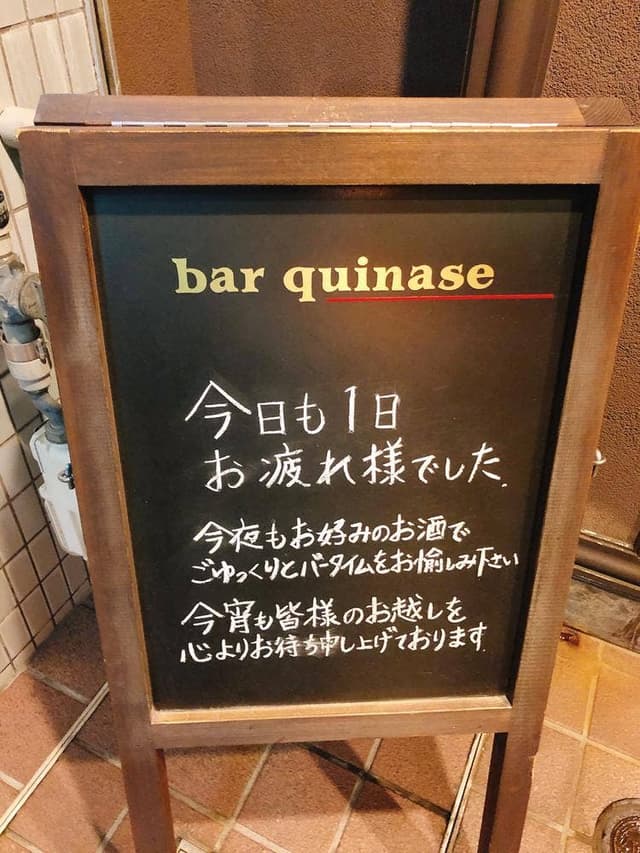 bar quinase
今日も1日
お疲れ様でした.
今夜もお好みのお酒で
ごゆっくりとバータイムをお愉しみ下さい
今宵も皆様のお越しを
心よりお待ち申し上げております.